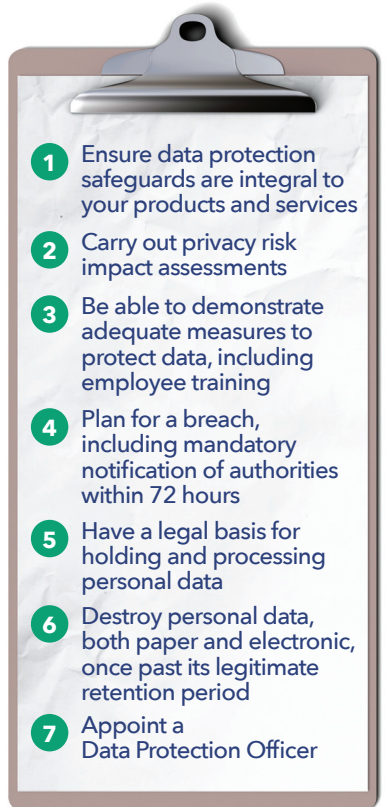 1 Ensure data protection
safeguards are integral to
your products and services
2 Carry out privacy risk
impact assessments
3 Be able to demonstrate
adequate measures to
protect data, including
employee training
4 Plan for a breach,
including mandatory
notification of authorities
within 72 hours
5 Have a legal basis for
holding and processing
personal data
6 Destroy personal data,
both paper and electronic,
once past its legitimate
retention period
7 Appoint a
Data Protection Officer